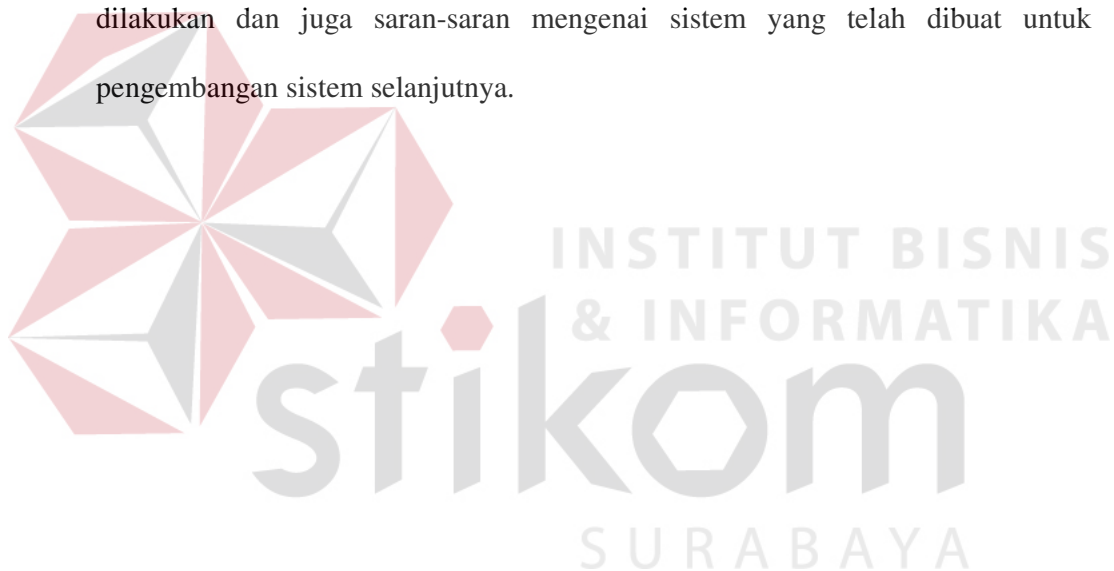 dilakukan dan juga saran-saran mengenai sistem yang telah dibuat untuk
pengembangan sistem selanjutnya.
INSTITUT BISNIS
& INFORMATIKA
stikom
SURABAYA